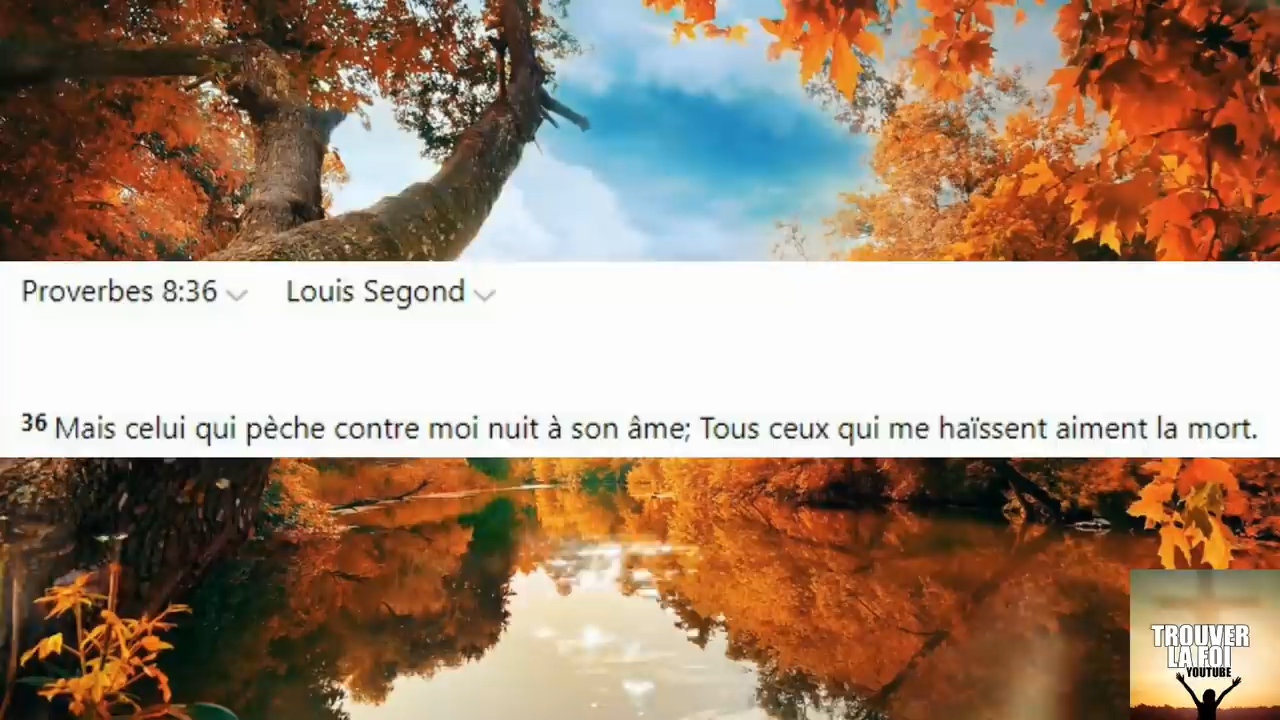 Proverbes 8:36 Louis Segond
36 Mais celui qui pèche contre moi nuit à son âme; Tous ceux qui me haïssent aiment la mort.
TROUVER
LA FOI
YOUTUBE